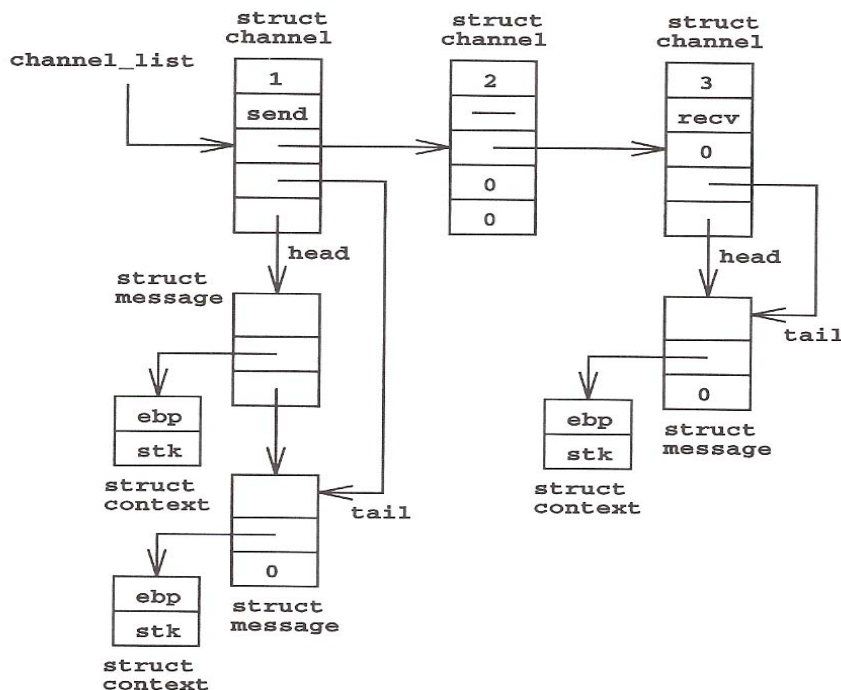 struct
channel
struct
channel
struct
channel
channel_list
1
send
2
0
0
3
recv
0
head
tail
struct
message
ebp
stk
struct
context
0
struct
message
ebp
stk
struct
context
head
tail
0
struct
message
ebp
stk
struct
context